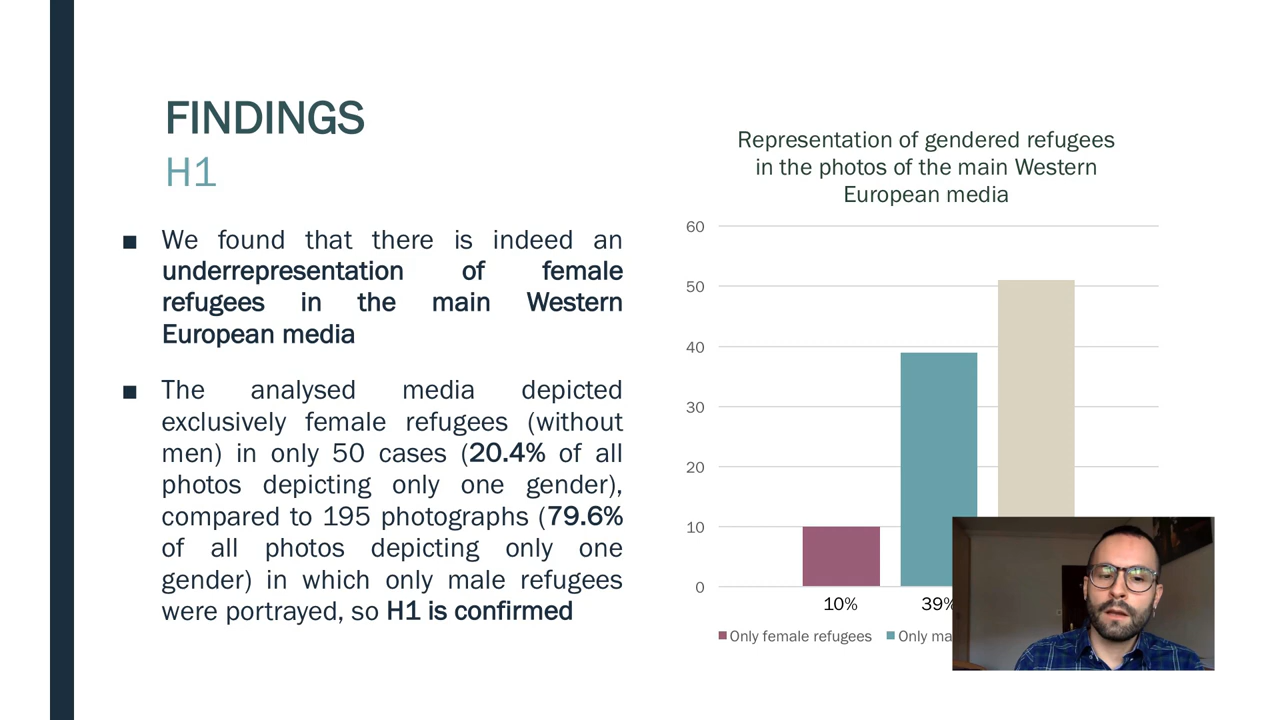 FINDINGS
H1
■ We found that there is indeed an
underrepresentation of female
refugees in the main Western
European media
■ The analysed media depicted
exclusively female refugees (without
men) in only 50 cases (20.4% of all
photos depicting only one gender),
compared to 195 photographs (79.6%
of all photos depicting only one
gender) in which only male refugees
were portrayed, so H1 is confirmed
Representation of gendered refugees
in the photos of the main Western
European media
60
50
40
30
20
10
0
10% 39%
Only female refugees Only